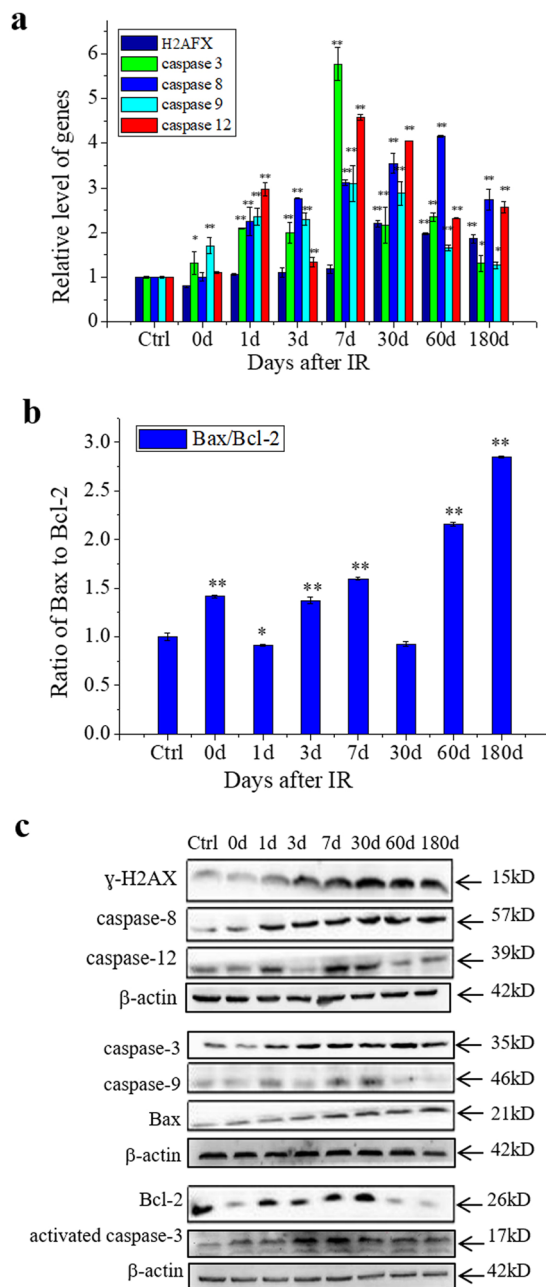 a
H2AFX
caspase 3
caspase 8
caspase 9
caspase 12
Relative level of genes
6
5
4
3
2
1
0
* ** ** ** ** ** ** ** ** ** ** ** ** ** ** ** ** ** ** ** ** ** ** ** ** ** ** ** * ** * **
Ctrl 0d 1d 3d 7d 30d 60d 180d
Days after IR
b
Bax/Bcl-2
Ratio of Bax to Bcl-2
3.0
2.5
2.0
1.5
1.0
0.5
0.0
** * ** ** ** **
Ctrl 0d 1d 3d 7d 30d 60d 180d
Days after IR
c
Ctrl 0d 1d 3d 7d 30d 60d 180d
γ-H2AX 15kD
caspase-8 57kD
caspase-12 39kD
β-actin 42kD
caspase-3 35kD
caspase-9 46kD
Bax 21kD
β-actin 42kD
Bcl-2 26kD
activated caspase-3 17kD
β-actin 42kD